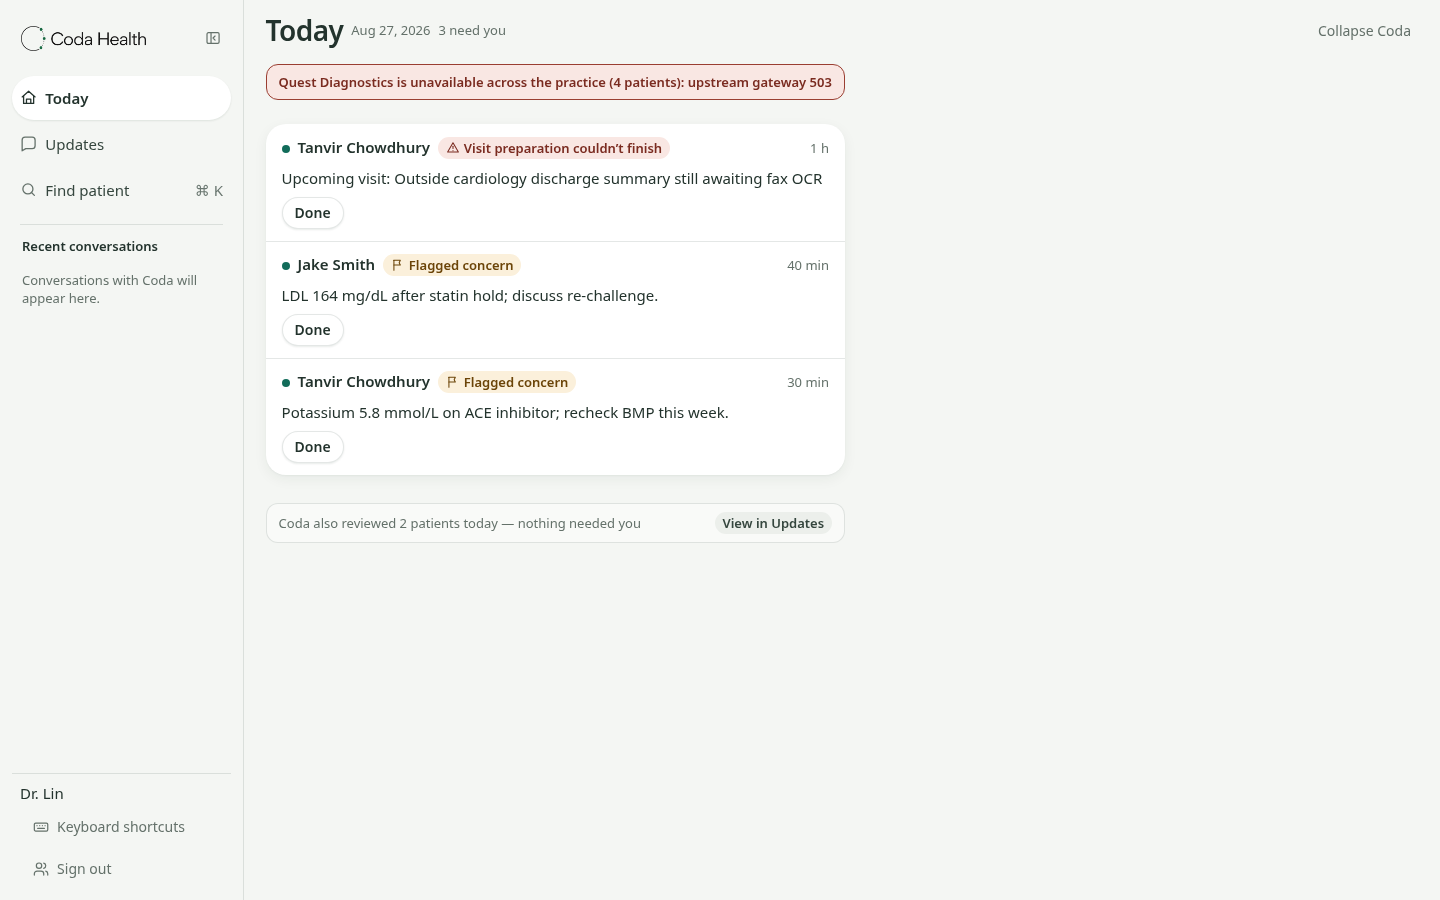 Coda Health
Today
Updates
Find patient ⌘ K
Recent conversations
Conversations with Coda will
appear here.
Dr. Lin
Keyboard shortcuts
Sign out
Today Aug 27, 2026 3 need you
Collapse Coda
Quest Diagnostics is unavailable across the practice (4 patients): upstream gateway 503
Tanvir Chowdhury Visit preparation couldn’t finish 1 h
Upcoming visit: Outside cardiology discharge summary still awaiting fax OCR
Done
Jake Smith Flagged concern 40 min
LDL 164 mg/dL after statin hold; discuss re-challenge.
Done
Tanvir Chowdhury Flagged concern 30 min
Potassium 5.8 mmol/L on ACE inhibitor; recheck BMP this week.
Done
Coda also reviewed 2 patients today — nothing needed you View in Updates